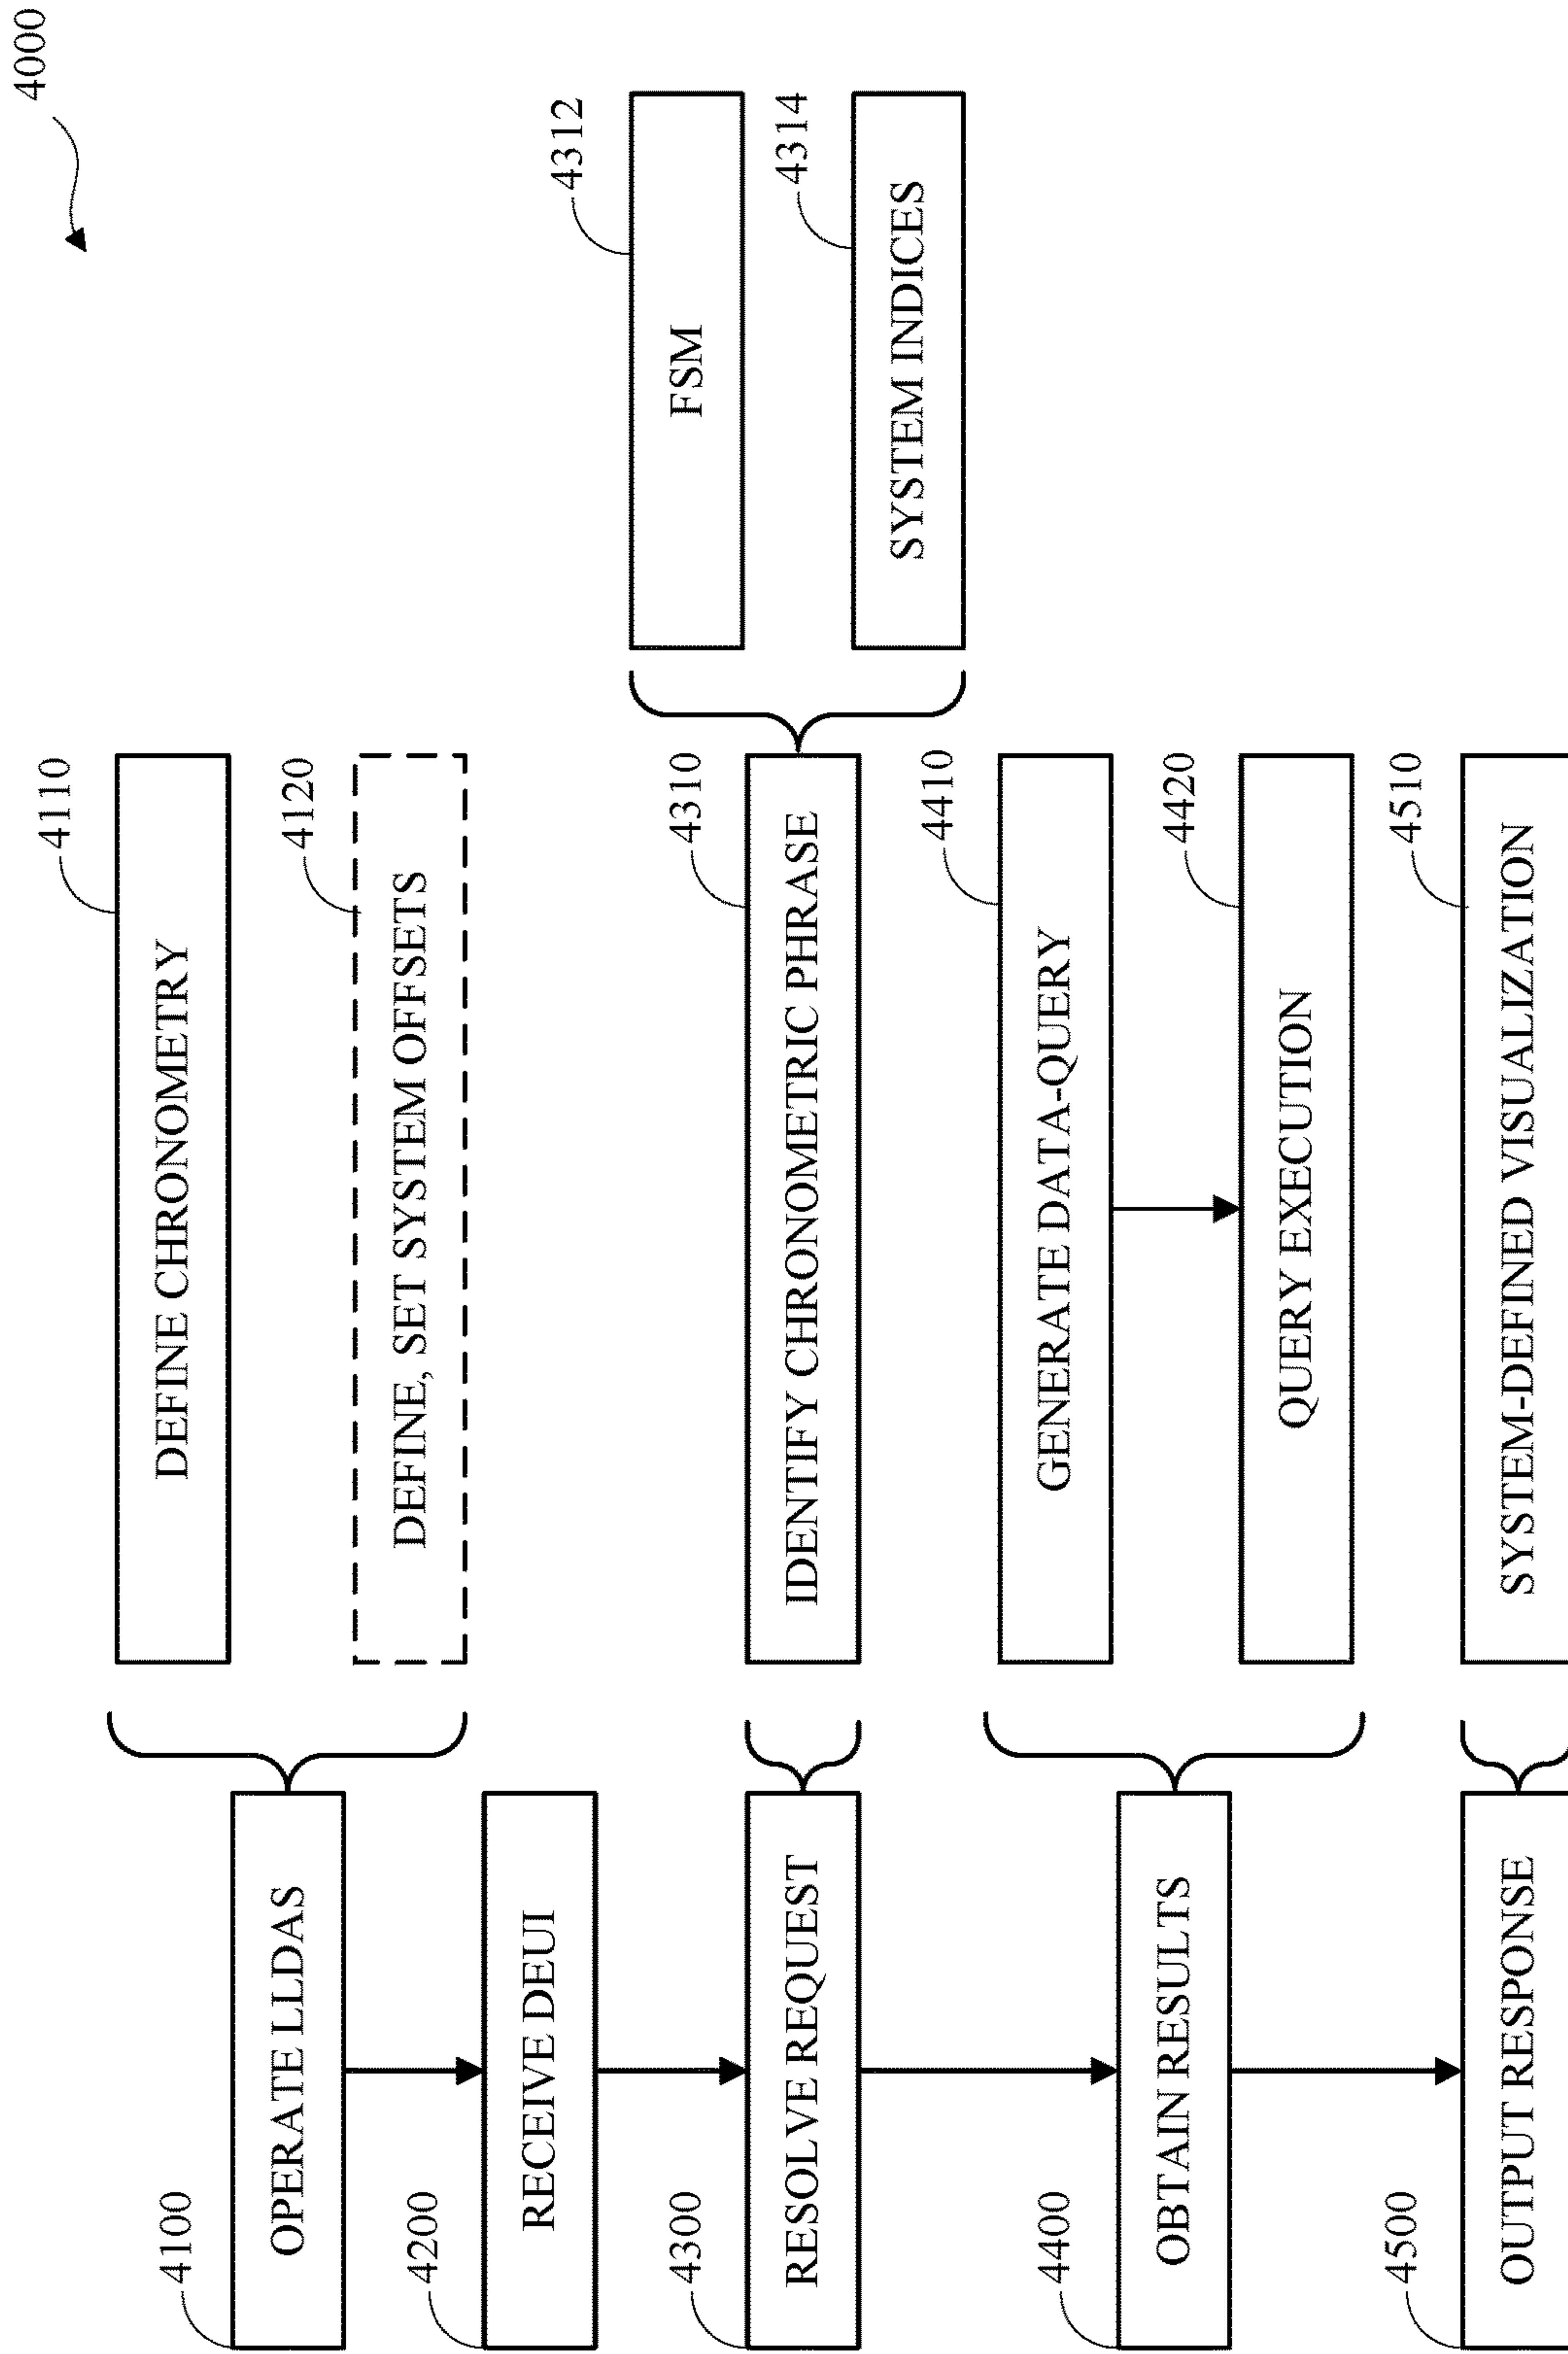 4000
4100
OPERATE LLDAS
4110
DEFINE CHRONOMETRY
4120
DEFINE, SET SYSTEM OFFSETS
4200
RECEIVE DEUI
4300
RESOLVE REQUEST
4310
IDENTIFY CHRONOMETRIC PHRASE
4312
FSM
4314
SYSTEM INDICES
4400
OBTAIN RESULTS
4410
GENERATE DATA-QUERY
4420
QUERY EXECUTION
4500
OUTPUT RESPONSE
4510
SYSTEM-DEFINED VISUALIZATION